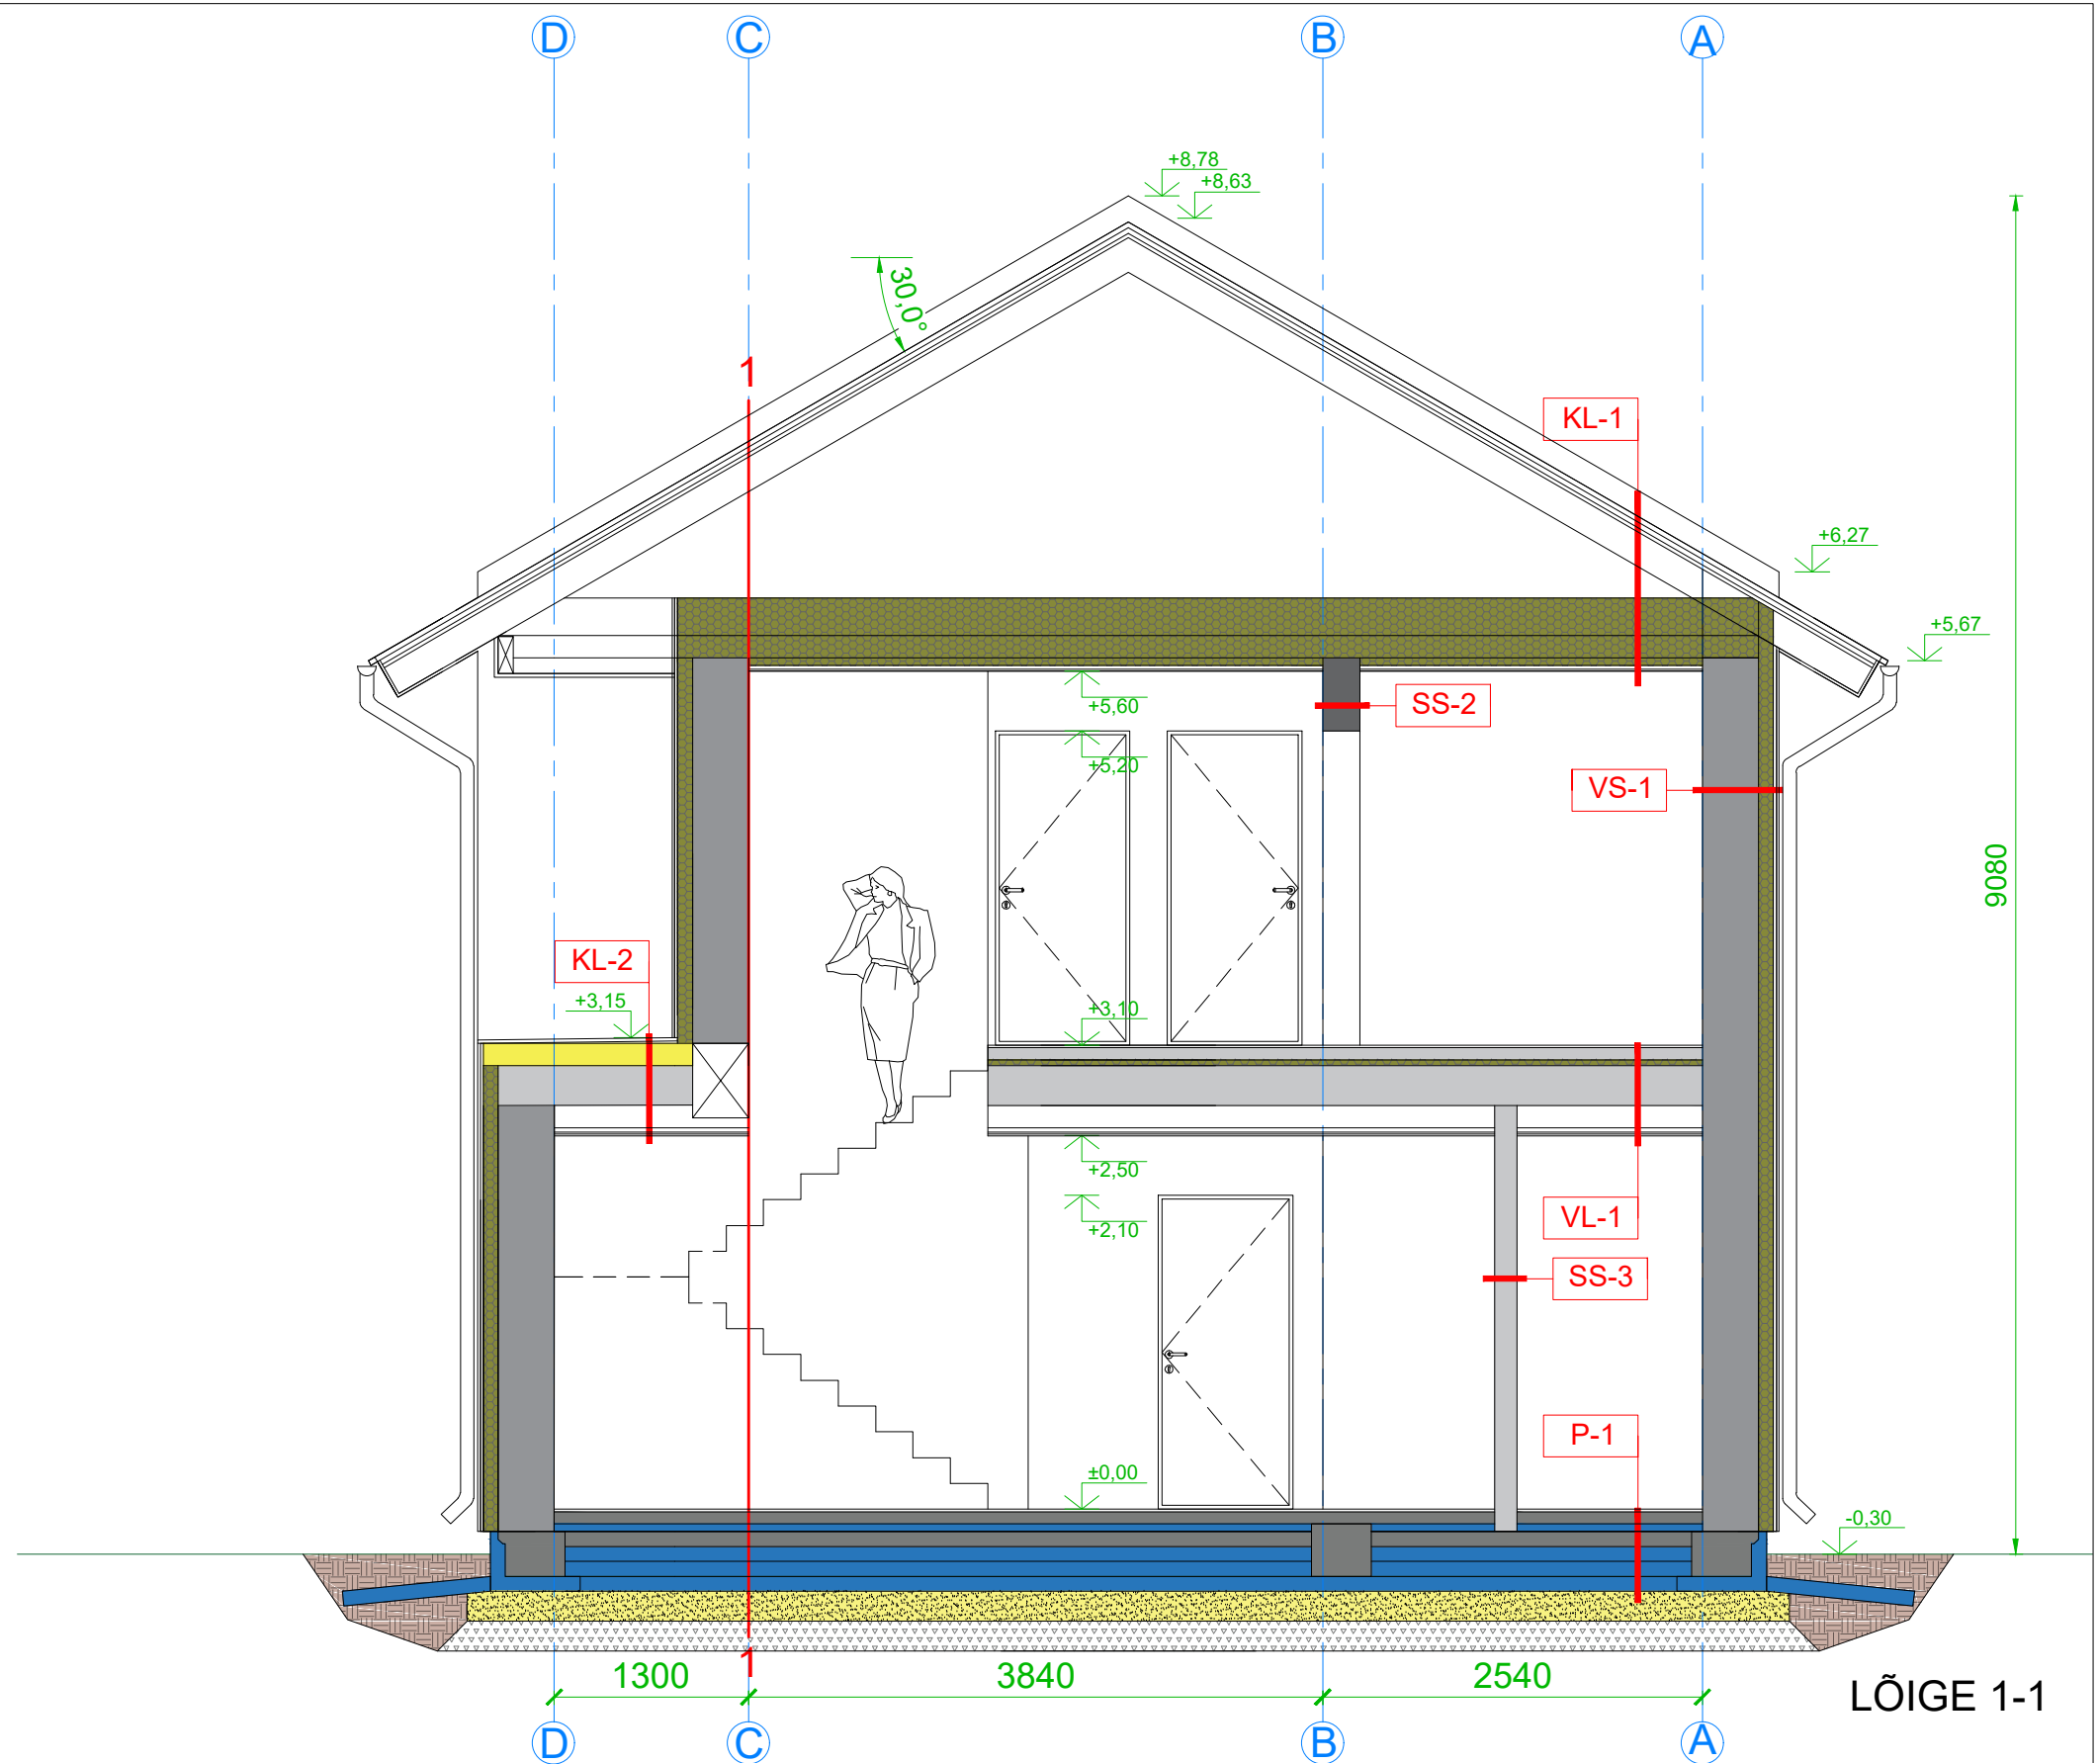 D C B A
+8,78
+8,63
30,0°
1
KL-1
+6,27
+5,67
+5,60
SS-2
+5,20
VS-1
9080
KL-2
+3,15
+3,10
+2,50
+2,10
VL-1
SS-3
P-1
±0,00
-0,30
1
1300 3840 2540
LÕIGE 1-1
D C B A